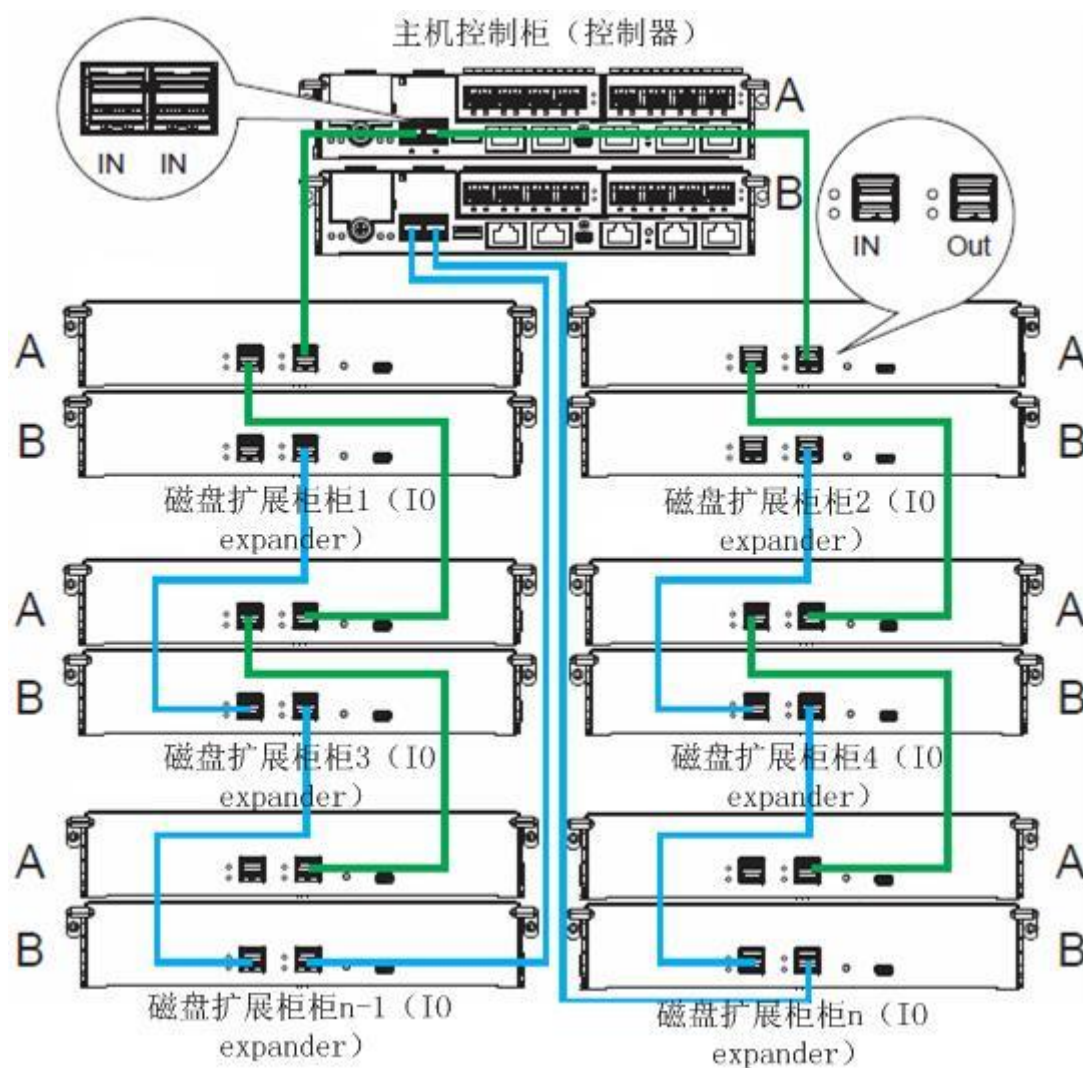 主机控制柜（控制器）
A
IN IN
B
IN Out
A
A
B
B
磁盘扩展柜柜1（IO
expander）
磁盘扩展柜柜2（IO
expander）
A
A
B
B
磁盘扩展柜柜3（IO
expander）
磁盘扩展柜柜4（IO
expander）
A
A
B
B
磁盘扩展柜柜n-1（IO
expander）
磁盘扩展柜柜n（IO
expander）